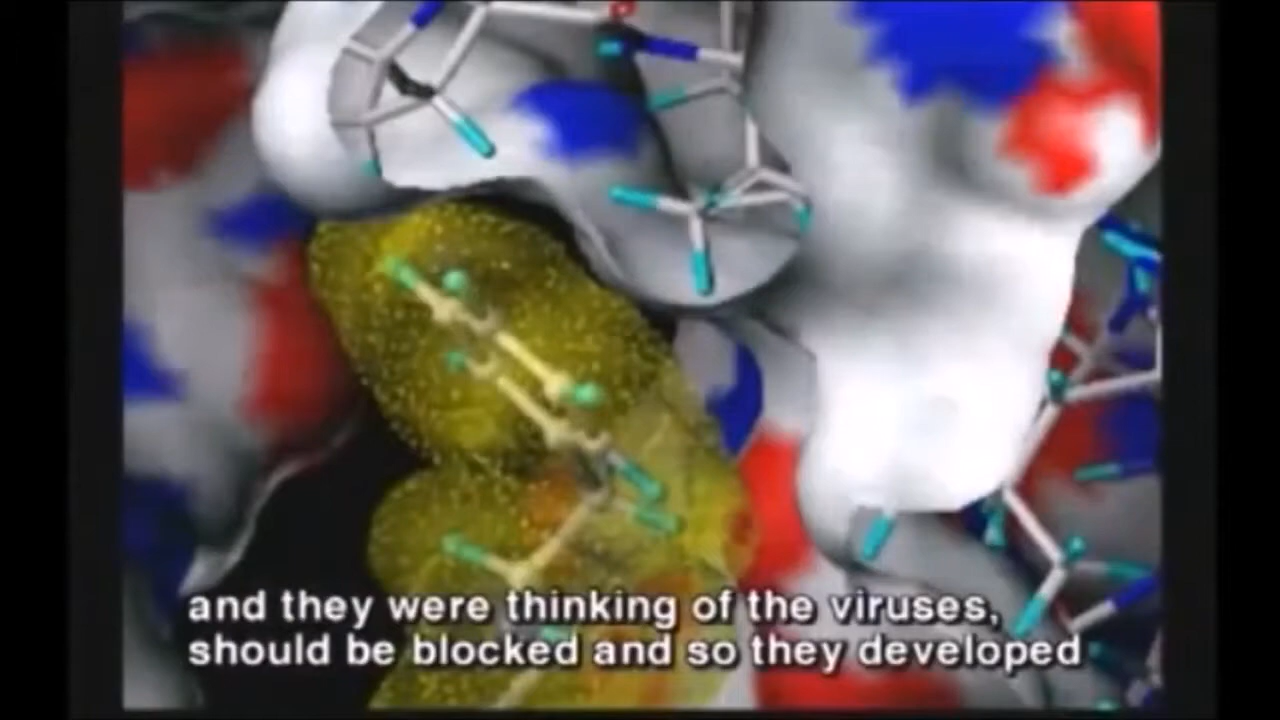 and they were thinking of the viruses,
should be blocked and so they developed